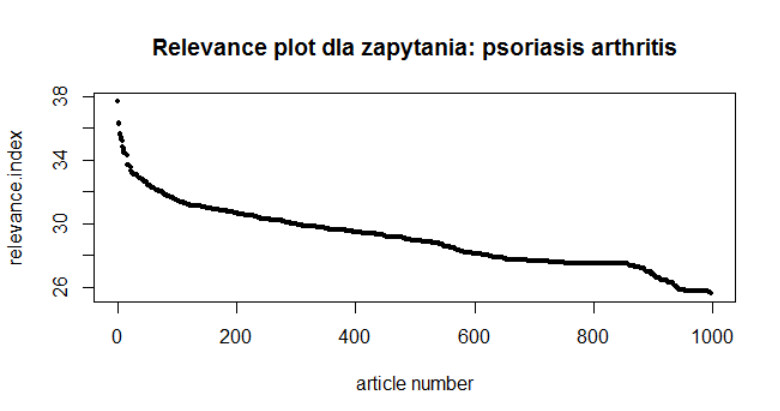 Relevance plot dla zapytania: psoriasis arthritis
relevance.index
38
34
30
26
0 200 400 600 800 1000
article number